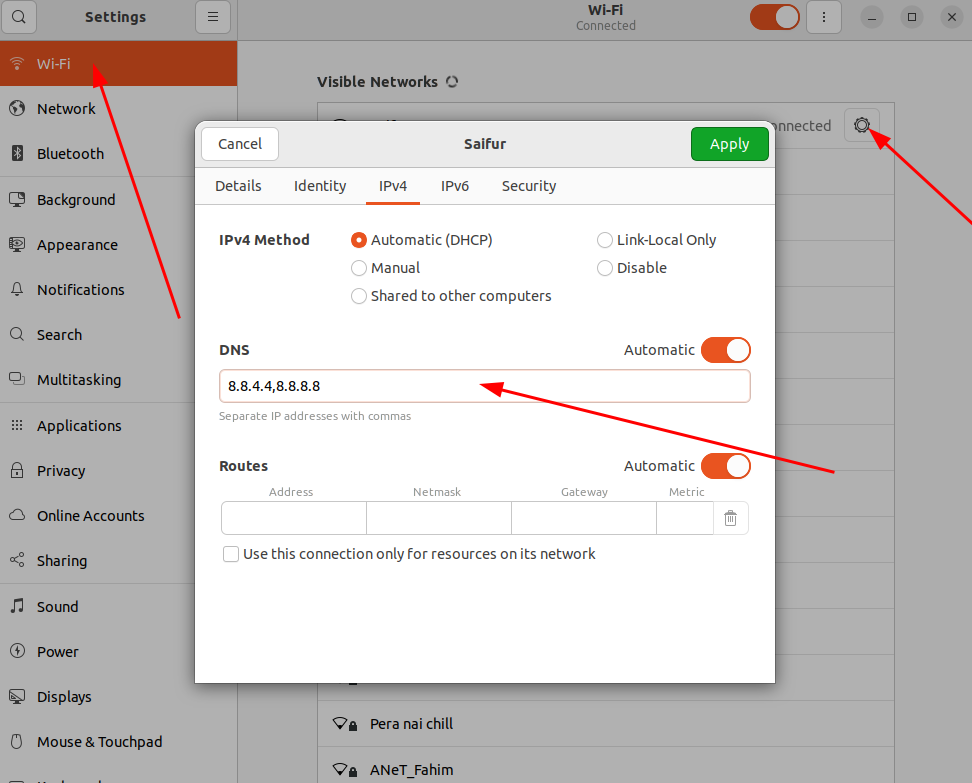 Settings
Wi-Fi
Connected
Wi-Fi
Network
Bluetooth
Background
Appearance
Notifications
Search
Multitasking
Applications
Privacy
Online Accounts
Sharing
Sound
Power
Displays
Mouse & Touchpad
Visible Networks
Cancel
Saifur
Apply
Details Identity IPv4 IPv6 Security
IPv4 Method
Automatic (DHCP) Link-Local Only
Manual Disable
Shared to other computers
DNS Automatic
8.8.4.4,8.8.8.8
Separate IP addresses with commas
Routes Automatic
Address Netmask Gateway Metric
Use this connection only for resources on its network
Pera nai chill
ANeT_Fahim